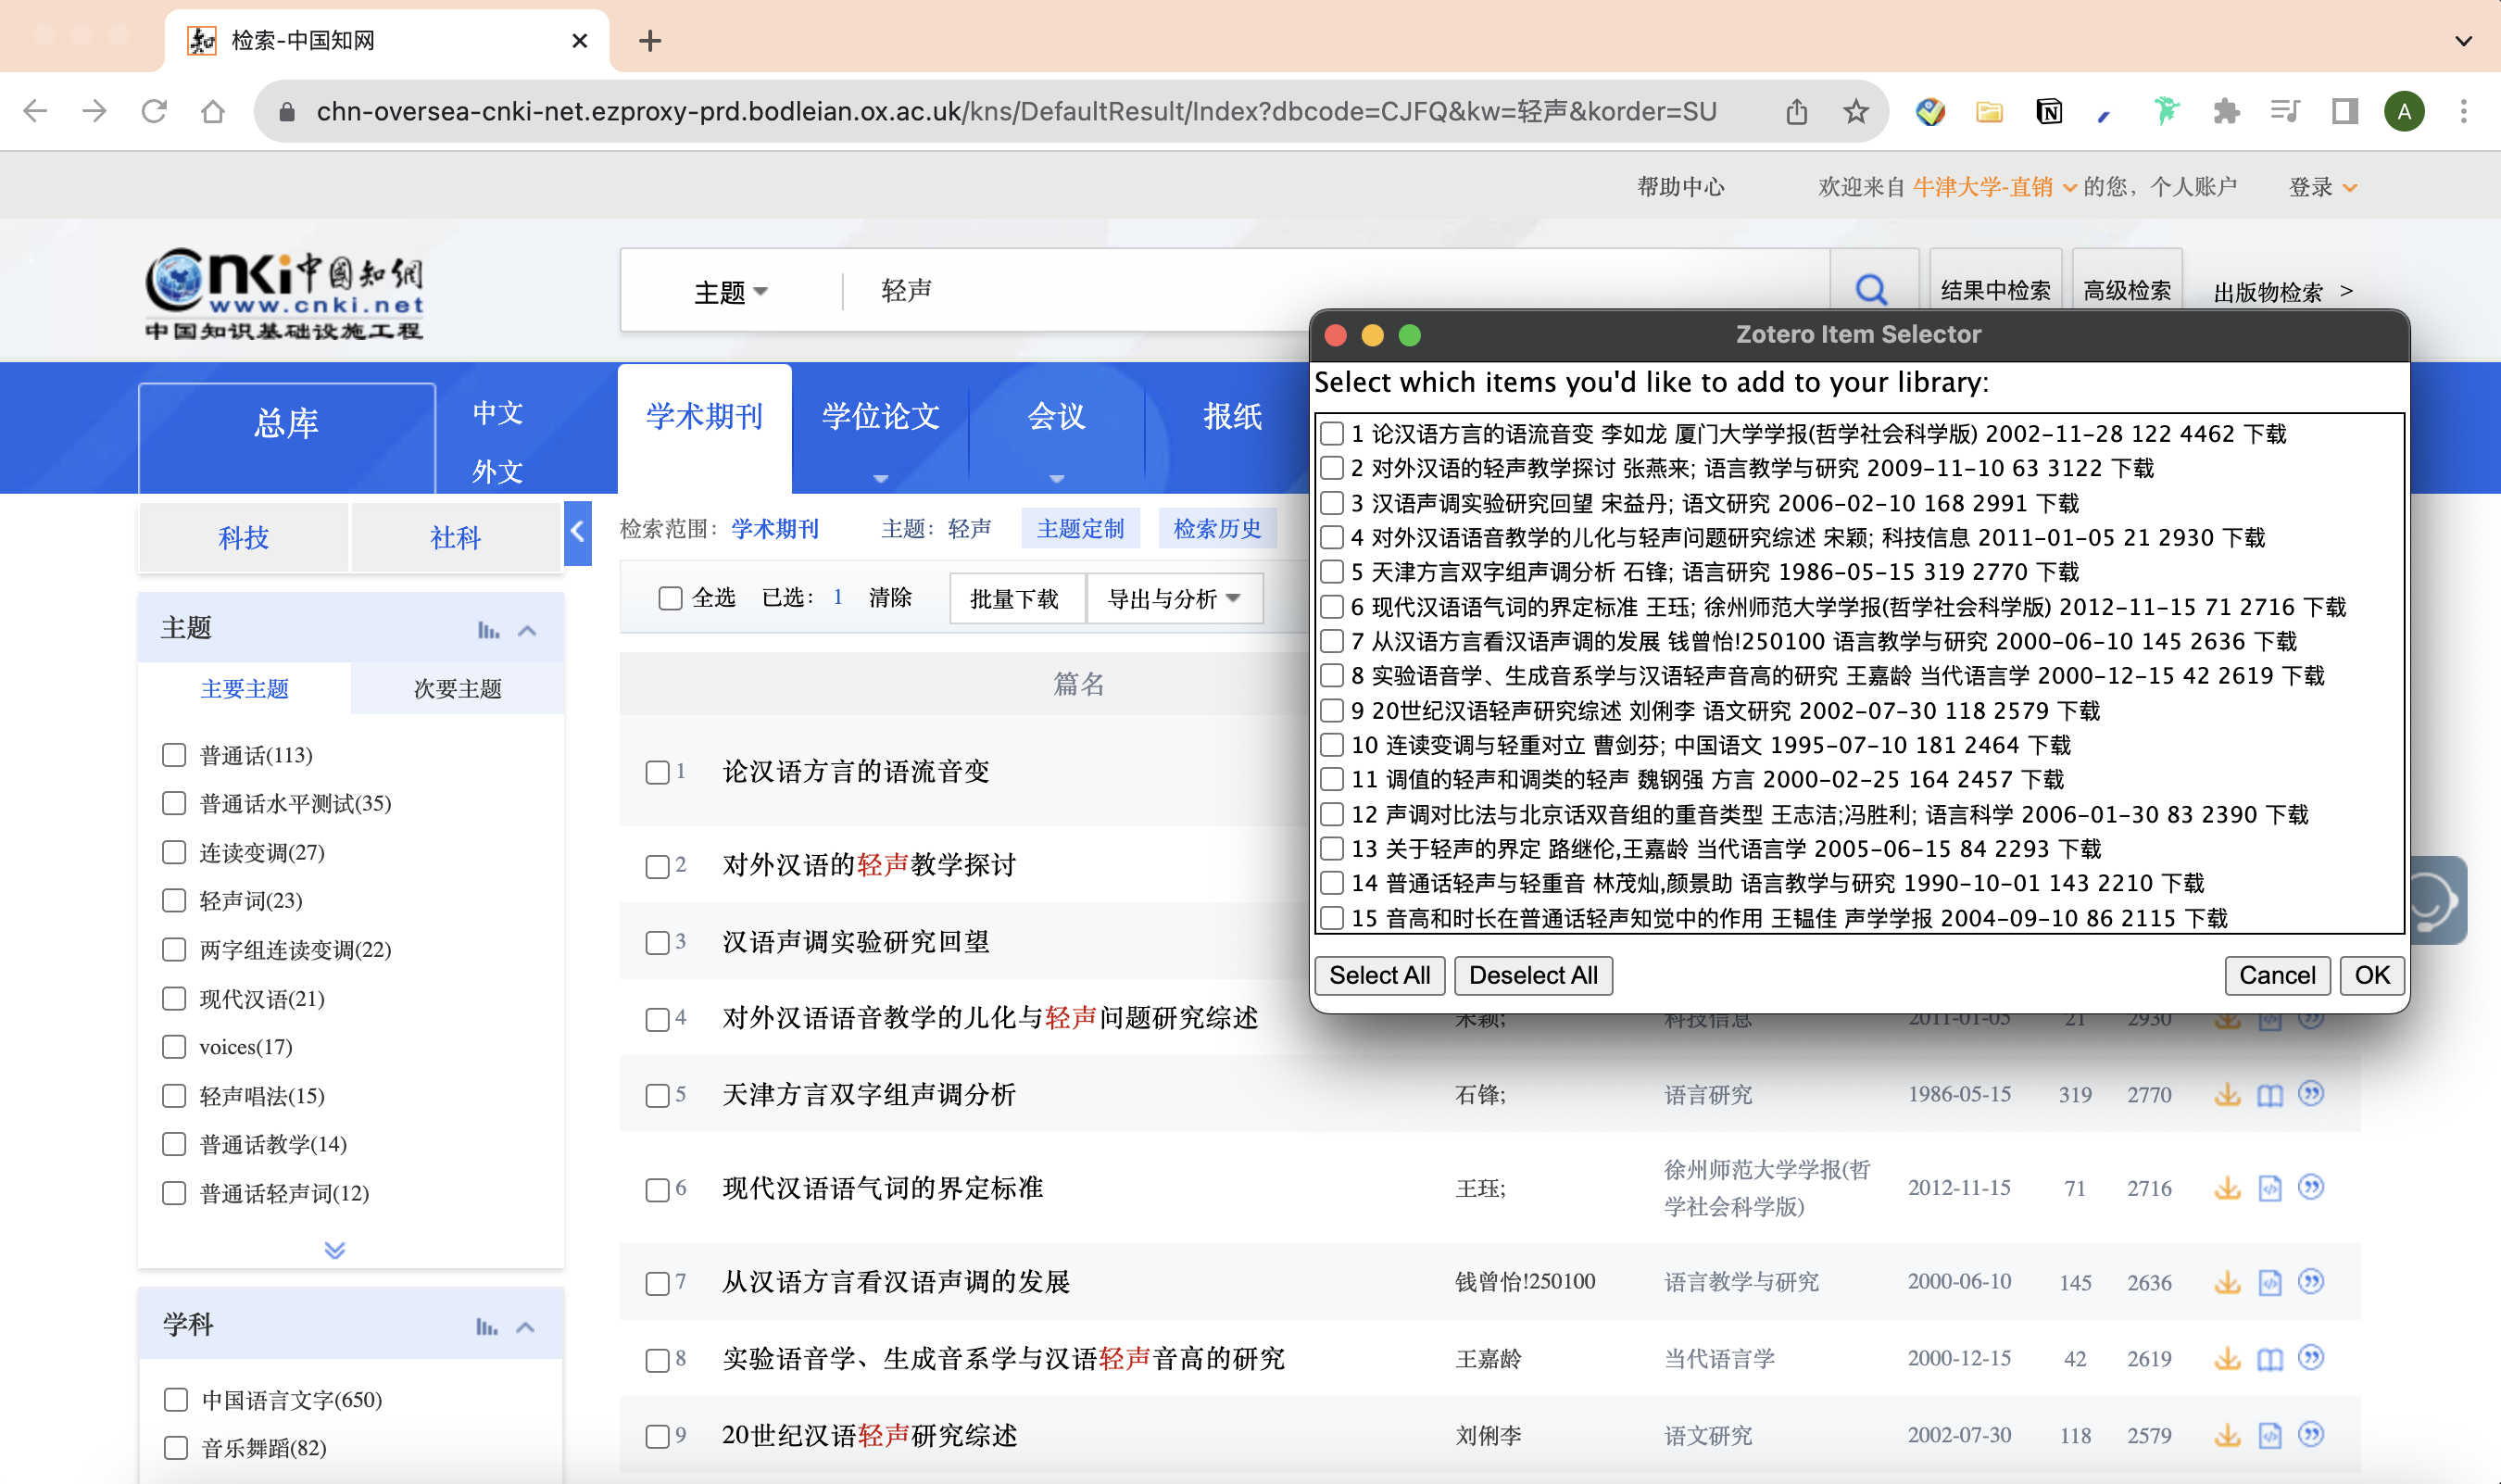 检索-中国知网
chn-oversea-cnki-net.ezproxy-prd.bodleian.ox.ac.uk/kns/DefaultResult/Index?dbcode=CJFQ&kw=轻声&korder=SU
A
帮助中心 欢迎来自 牛津大学-直销 的您，个人账户 登录
cnki中国知网
www.cnki.net
中国知识基础设施工程
主题 轻声 结果中检索 高级检索 出版物检索 >
总库 中文 外文 学术期刊 学位论文 会议 报纸
科技 社科
检索范围：学术期刊 主题：轻声 主题定制 检索历史
全选 已选：1 清除 批量下载 导出与分析
主题
主要主题 次要主题
普通话(113)
普通话水平测试(35)
连读变调(27)
轻声词(23)
两字组连读变调(22)
现代汉语(21)
voices(17)
轻声唱法(15)
普通话教学(14)
普通话轻声词(12)
学科
中国语言文字(650)
音乐舞蹈(82)
篇名
1 论汉语方言的语流音变
2 对外汉语的轻声教学探讨
3 汉语声调实验研究回望
4 对外汉语语音教学的儿化与轻声问题研究综述 宋颖; 科技信息 2011-01-05 21 2930
5 天津方言双字组声调分析 石锋; 语言研究 1986-05-15 319 2770
6 现代汉语语气词的界定标准 王珏; 徐州师范大学学报(哲
学社会科学版) 2012-11-15 71 2716
7 从汉语方言看汉语声调的发展 钱曾怡!250100 语言教学与研究 2000-06-10 145 2636
8 实验语音学、生成音系学与汉语轻声音高的研究 王嘉龄 当代语言学 2000-12-15 42 2619
9 20世纪汉语轻声研究综述 刘俐李 语文研究 2002-07-30 118 2579
Zotero Item Selector
Select which items you'd like to add to your library:
1 论汉语方言的语流音变 李如龙 厦门大学学报(哲学社会科学版) 2002-11-28 122 4462 下载
2 对外汉语的轻声教学探讨 张燕来; 语言教学与研究 2009-11-10 63 3122 下载
3 汉语声调实验研究回望 宋益丹; 语文研究 2006-02-10 168 2991 下载
4 对外汉语语音教学的儿化与轻声问题研究综述 宋颖; 科技信息 2011-01-05 21 2930 下载
5 天津方言双字组声调分析 石锋; 语言研究 1986-05-15 319 2770 下载
6 现代汉语语气词的界定标准 王珏; 徐州师范大学学报(哲学社会科学版) 2012-11-15 71 2716 下载
7 从汉语方言看汉语声调的发展 钱曾怡!250100 语言教学与研究 2000-06-10 145 2636 下载
8 实验语音学、生成音系学与汉语轻声音高的研究 王嘉龄 当代语言学 2000-12-15 42 2619 下载
9 20世纪汉语轻声研究综述 刘俐李 语文研究 2002-07-30 118 2579 下载
10 连读变调与轻重对立 曹剑芬; 中国语文 1995-07-10 181 2464 下载
11 调值的轻声和调类的轻声 魏钢强 方言 2000-02-25 164 2457 下载
12 声调对比法与北京话双音组的重音类型 王志洁;冯胜利; 语言科学 2006-01-30 83 2390 下载
13 关于轻声的界定 路继伦,王嘉龄 当代语言学 2005-06-15 84 2293 下载
14 普通话轻声与轻重音 林茂灿,颜景助 语言教学与研究 1990-10-01 143 2210 下载
15 音高和时长在普通话轻声知觉中的作用 王韫佳 声学学报 2004-09-10 86 2115 下载
Select All Deselect All Cancel OK